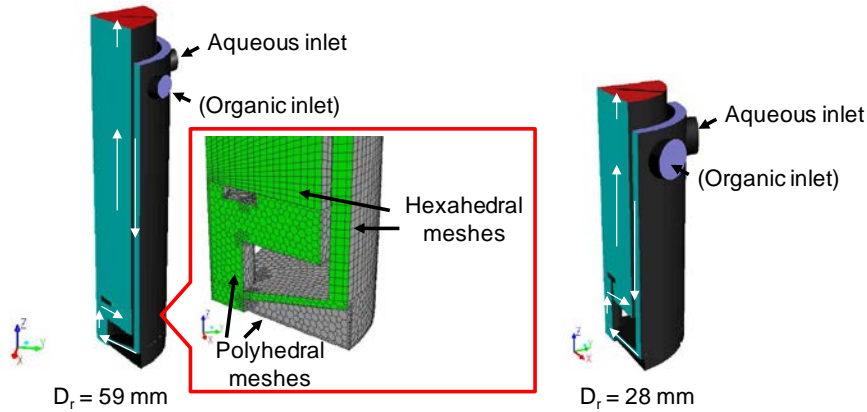 Aqueous inlet
(Organic inlet)
Hexahedral
meshes
Polyhedral
meshes
Z
Y
X
D_r = 59 mm
Aqueous inlet
(Organic inlet)
Z
Y
X
D_r = 28 mm